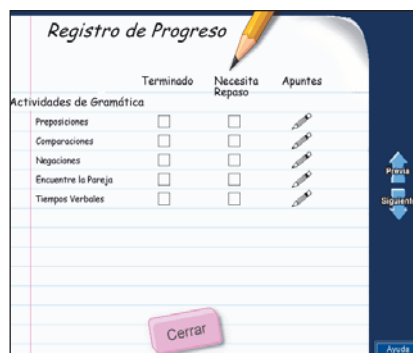 Registro de Progreso
Terminado Necesita Repaso Apuntes
Actividades de Gramática
Preposiciones
Comparaciones
Negaciones
Encuentre la Pareja
Tiempos Verbales
Previa
Siguiente
Cerrar
Ayuda